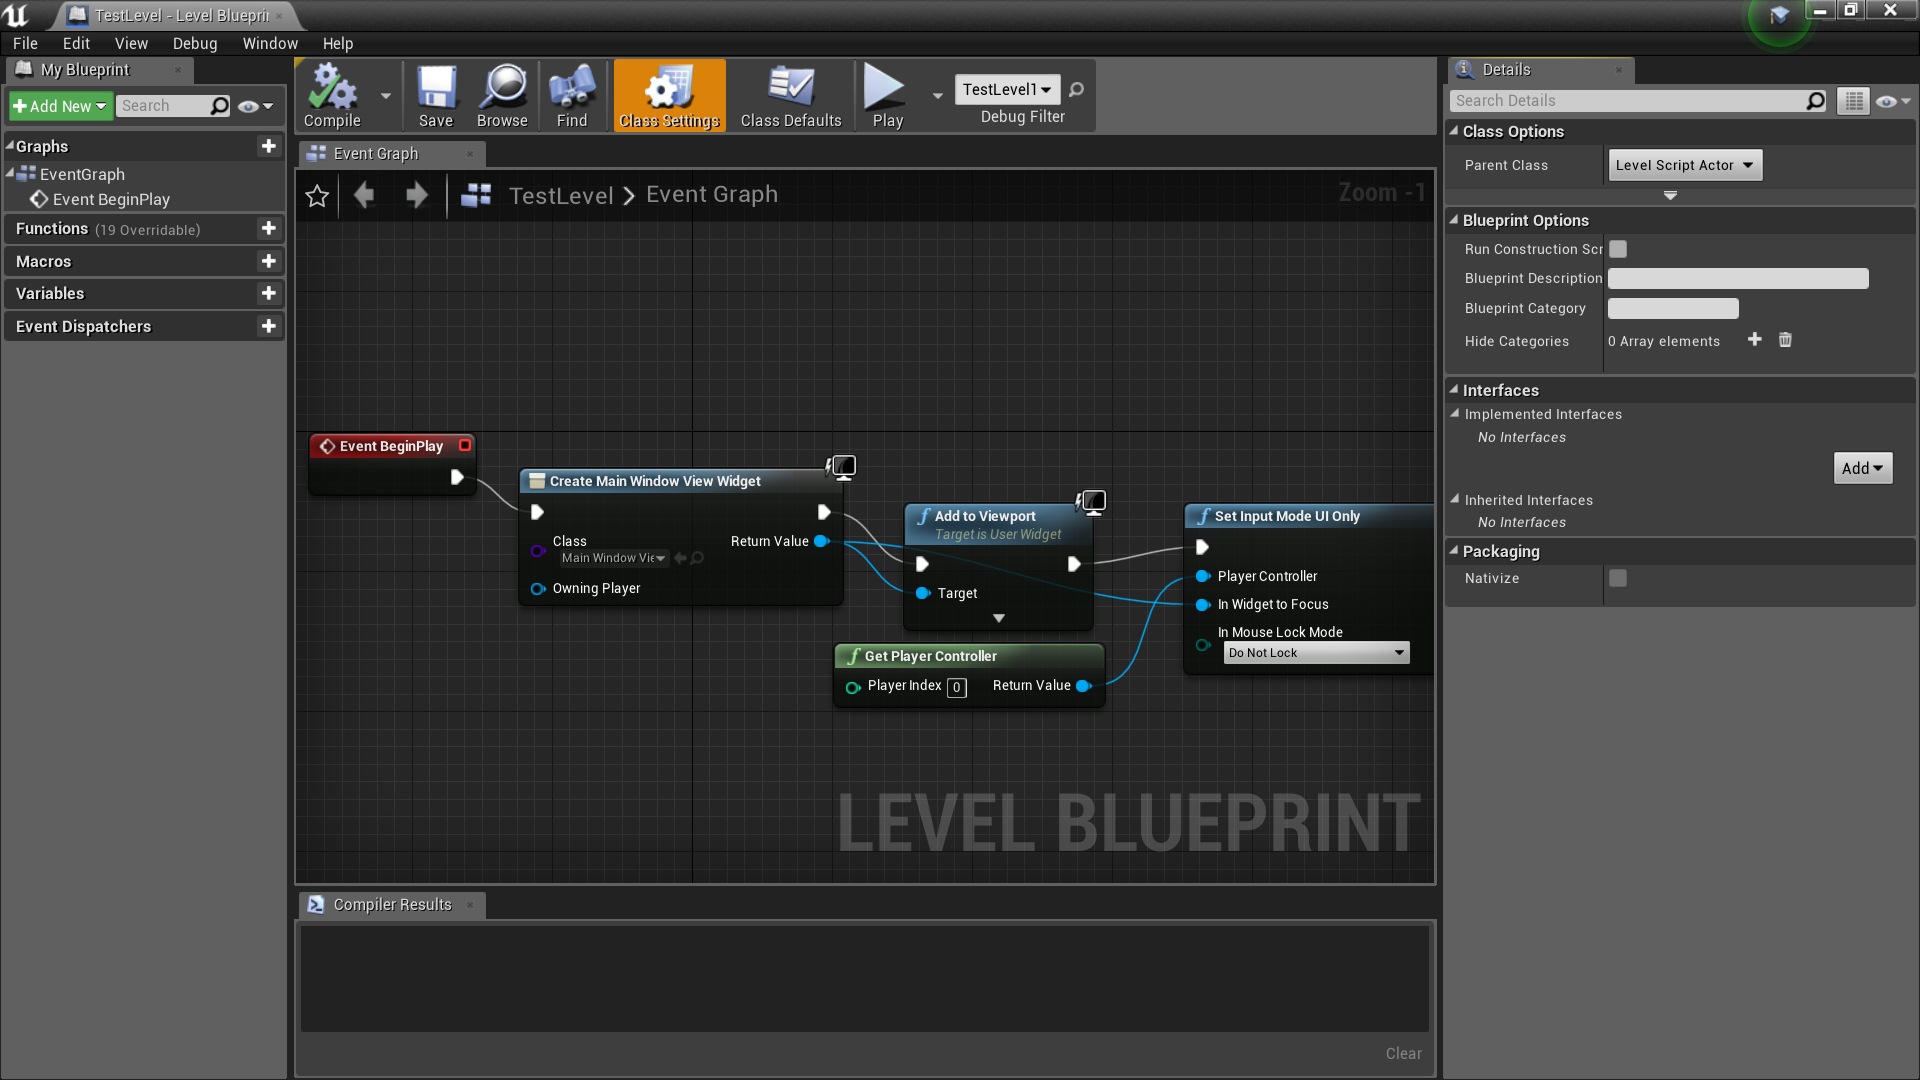 TestLevel - Level Blueprin
File Edit View Debug Window Help
My Blueprint
Add New
Search
Graphs
EventGraph
Event BeginPlay
Functions (19 Overridable)
Macros
Variables
Event Dispatchers
Compile
Save
Browse
Find
Class Settings
Class Defaults
Play
TestLevel1
Debug Filter
Event Graph
TestLevel > Event Graph
Zoom -1
Event BeginPlay
Create Main Window View Widget
Class
Main Window Vie
Return Value
Owning Player
Add to Viewport
Target is User Widget
Target
Set Input Mode UI Only
Player Controller
In Widget to Focus
In Mouse Lock Mode
Do Not Lock
Get Player Controller
Player Index 0
Return Value
LEVEL BLUEPRINT
Compiler Results
Clear
Details
Search Details
Class Options
Parent Class
Level Script Actor
Blueprint Options
Run Construction Scr
Blueprint Description
Blueprint Category
Hide Categories
0 Array elements
Interfaces
Implemented Interfaces
No Interfaces
Add
Inherited Interfaces
No Interfaces
Packaging
Nativize